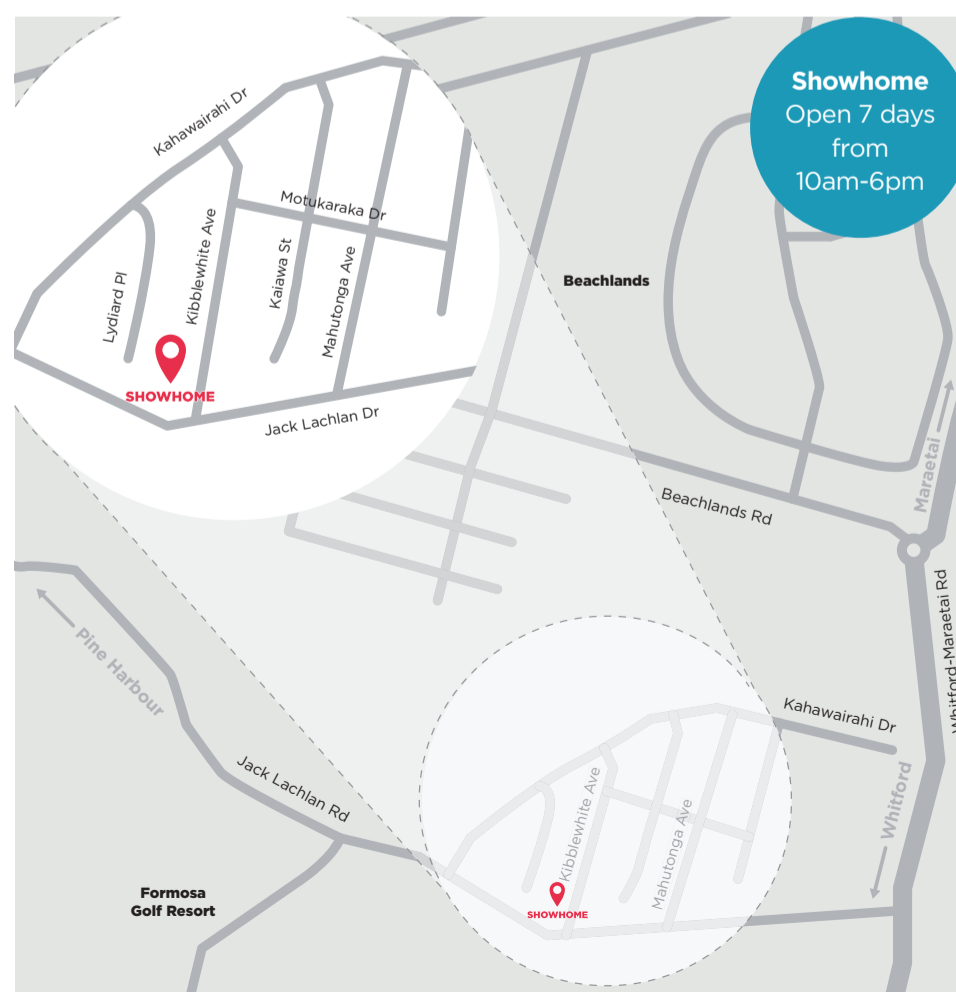 Showhome
Open 7 days
from
10am-6pm
Kahawairahi Dr
Motukaraka Dr
Lydiard Pl
Kibblewhite Ave
Kaiawa St
Mahutonga Ave
SHOWHOME
Jack Lachlan Dr
Beachlands
Maraetai
Beachlands Rd
Whitford-Maraetai Rd
Pine Harbour
Kahawairahi Dr
Jack Lachlan Rd
Kibblewhite Ave
Mahutonga Ave
Whitford
SHOWHOME
Formosa
Golf Resort